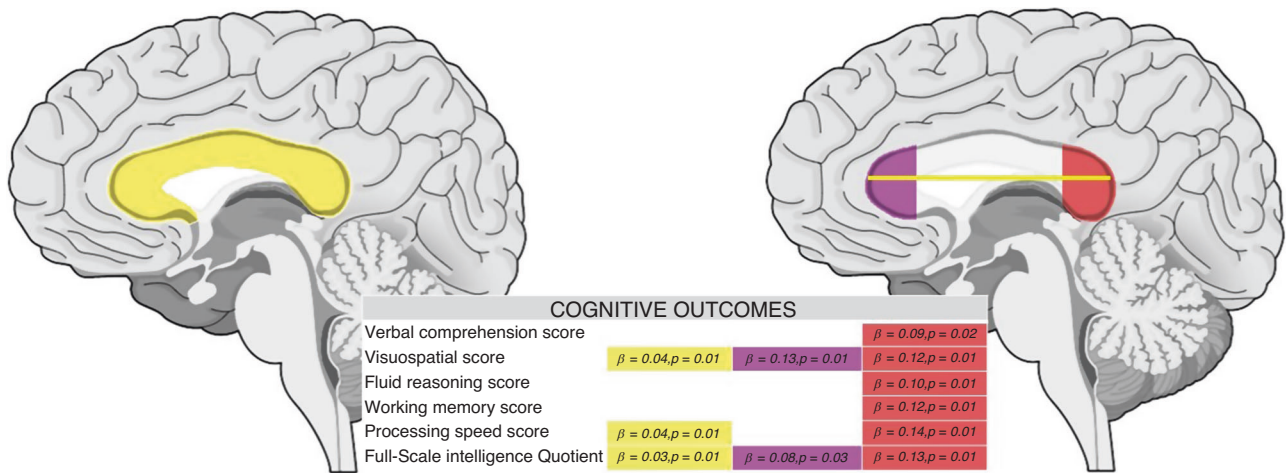 COGNITIVE OUTCOMES
Verbal comprehension score β = 0.09,p = 0.02
Visuospatial score β = 0.04,p = 0.01 β = 0.13,p = 0.01 β = 0.12,p = 0.01
Fluid reasoning score β = 0.10,p = 0.01
Working memory score β = 0.12,p = 0.01
Processing speed score β = 0.04,p = 0.01 β = 0.14,p = 0.01
Full-Scale intelligence Quotient β = 0.03,p = 0.01 β = 0.08,p = 0.03 β = 0.13,p = 0.01